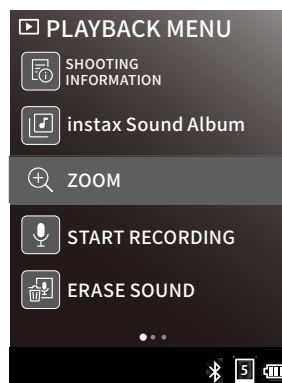 PLAYBACK MENU
SHOOTING
INFORMATION
instax Sound Album
ZOOM
START RECORDING
ERASE SOUND
5